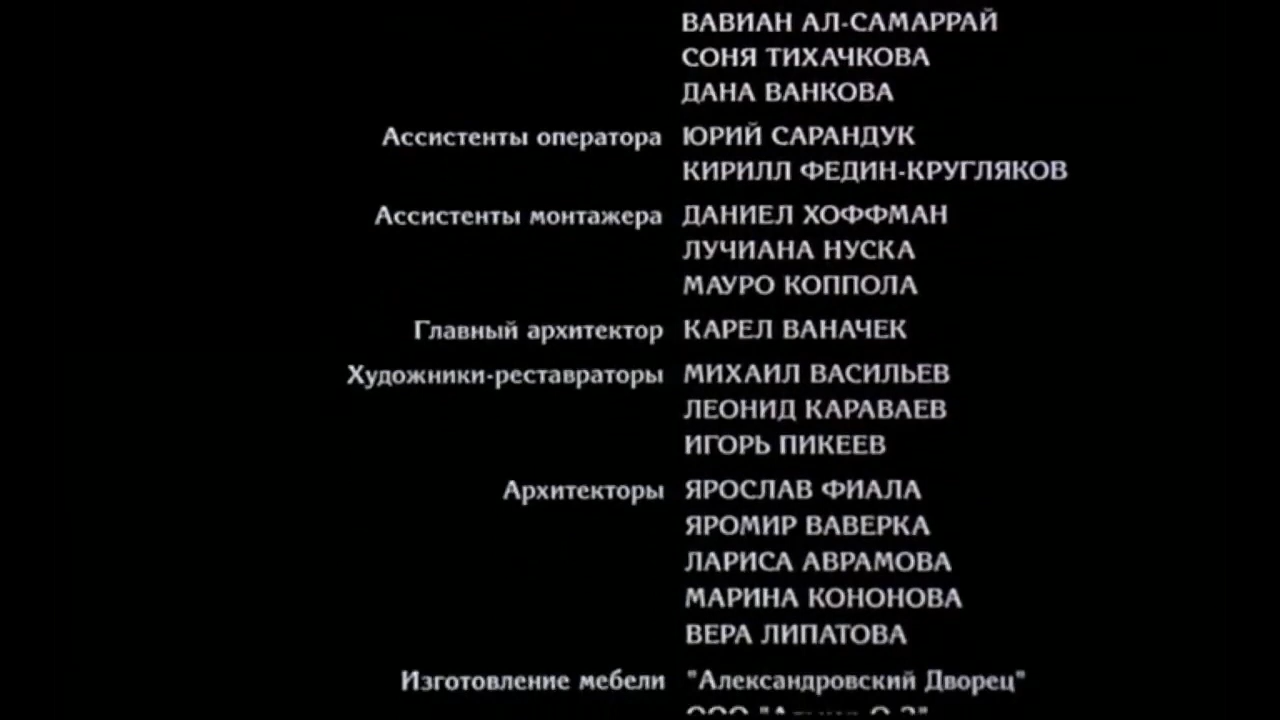 ВАВИАН АЛ-САМАРРАЙ
СОНЯ ТИХАЧКОВА
ДАНА ВАНКОВА
Ассистенты оператора ЮРИЙ САРАНДУК
КИРИЛЛ ФЕДИН-КРУГЛЯКОВ
Ассистенты монтажера ДАНИЕЛ ХОФФМАН
ЛУЧИАНА НУСКА
МАУРО КОППОЛА
Главный архитектор КАРЕЛ ВАНАЧЕК
Художники-реставраторы МИХАИЛ ВАСИЛЬЕВ
ЛЕОНИД КАРАВАЕВ
ИГОРЬ ПИКЕЕВ
Архитекторы ЯРОСЛАВ ФИАЛА
ЯРОМИР ВАВЕРКА
ЛАРИСА АВРАМОВА
МАРИНА КОНОНОВА
ВЕРА ЛИПАТОВА
Изготовление мебели "Александровский Дворец"
ООО